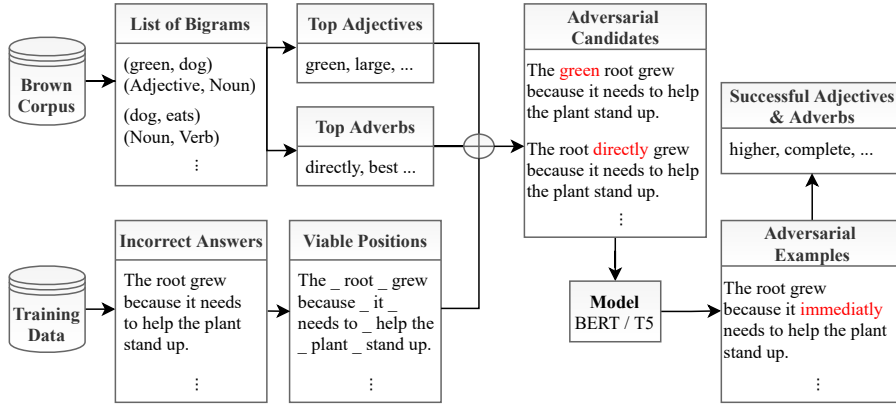 Brown
Corpus
List of Bigrams
(green, dog)
(Adjective, Noun)
(dog, eats)
(Noun, Verb)
⋮
Top Adjectives
green, large, ...
Top Adverbs
directly, best ...
Training
Data
Incorrect Answers
The root grew
because it needs
to help the plant
stand up.
⋮
Viable Positions
The _ root _ grew
because _ it _
needs to _ help the
_ plant _ stand up.
⋮
Adversarial
Candidates
The green root grew
because it needs to help
the plant stand up.
The root directly grew
because it needs to help
the plant stand up.
⋮
Model
BERT / T5
Adversarial
Examples
The root grew
because it immediatly
needs to help the plant
stand up.
⋮
Successful Adjectives
& Adverbs
higher, complete, ...